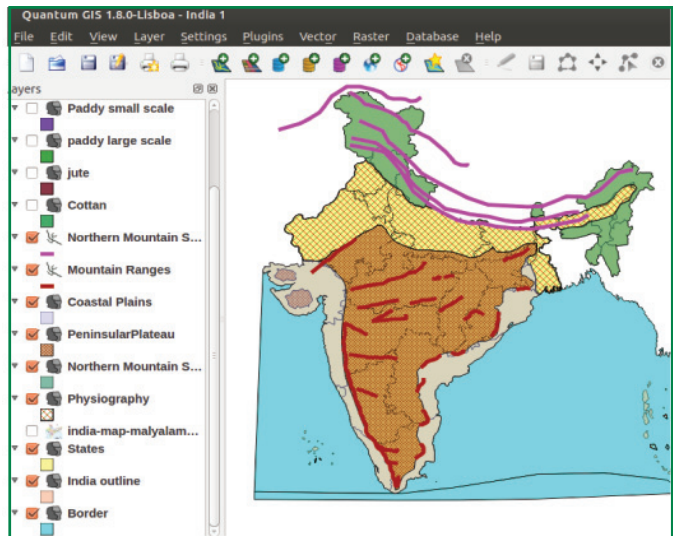 Quantum GIS 1.8.0-Lisboa - India 1
File Edit View Layer Settings Plugins Vector Raster Database Help
ayers
Paddy small scale
paddy large scale
jute
Cottan
Northern Mountain S...
Mountain Ranges
Coastal Plains
PeninsularPlateau
Northern Mountain S...
Physiography
india-map-malyalam...
States
India outline
Border